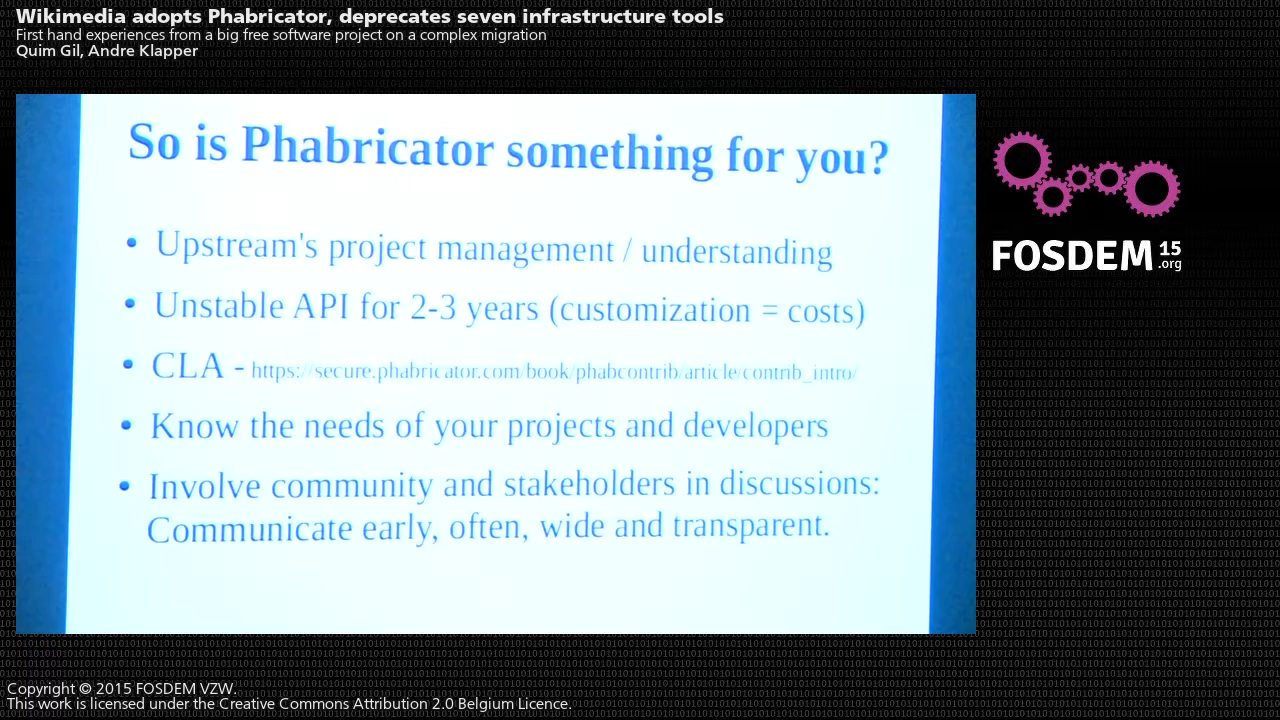 Wikimedia adopts Phabricator, deprecates seven infrastructure tools
First hand experiences from a big free software project on a complex migration
Quim Gil, Andre Klapper
So is Phabricator something for you?
• Upstream's project management / understanding
• Unstable API for 2-3 years (customization = costs)
• CLA - https://secure.phabricator.com/book/phabcontrib/article/contrib_intro/
• Know the needs of your projects and developers
• Involve community and stakeholders in discussions:
Communicate early, often, wide and transparent.
FOSDEM 15
.org
Copyright © 2015 FOSDEM VZW.
This work is licensed under the Creative Commons Attribution 2.0 Belgium Licence.